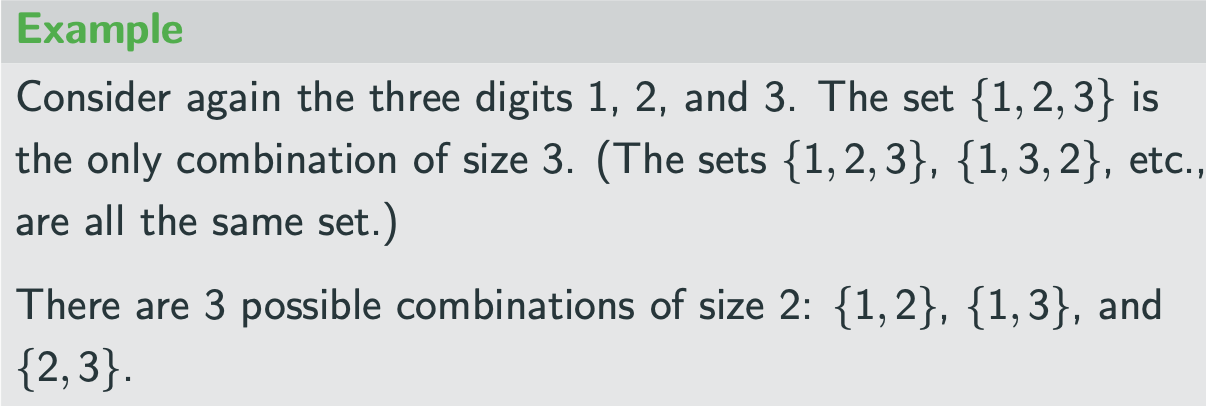 Example
Consider again the three digits 1, 2, and 3. The set {1, 2, 3} is
the only combination of size 3. (The sets {1, 2, 3}, {1, 3, 2}, etc.,
are all the same set.)
There are 3 possible combinations of size 2: {1, 2}, {1, 3}, and
{2, 3}.